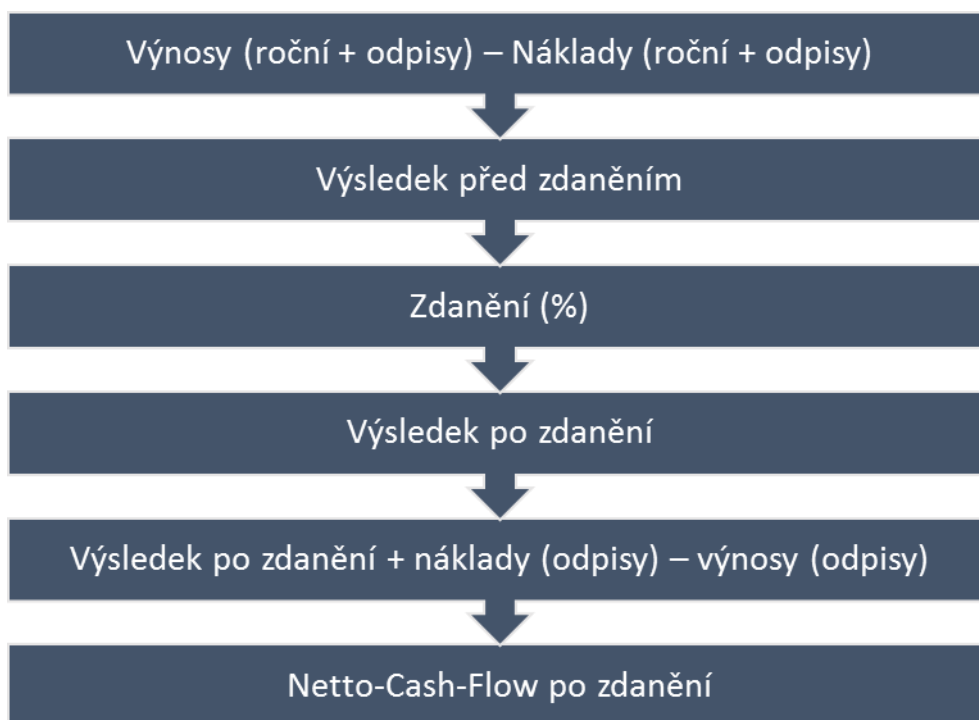 Výnosy (roční + odpisy) – Náklady (roční + odpisy)
Výsledek před zdaněním
Zdanění (%)
Výsledek po zdanění
Výsledek po zdanění + náklady (odpisy) – výnosy (odpisy)
Netto-Cash-Flow po zdanění